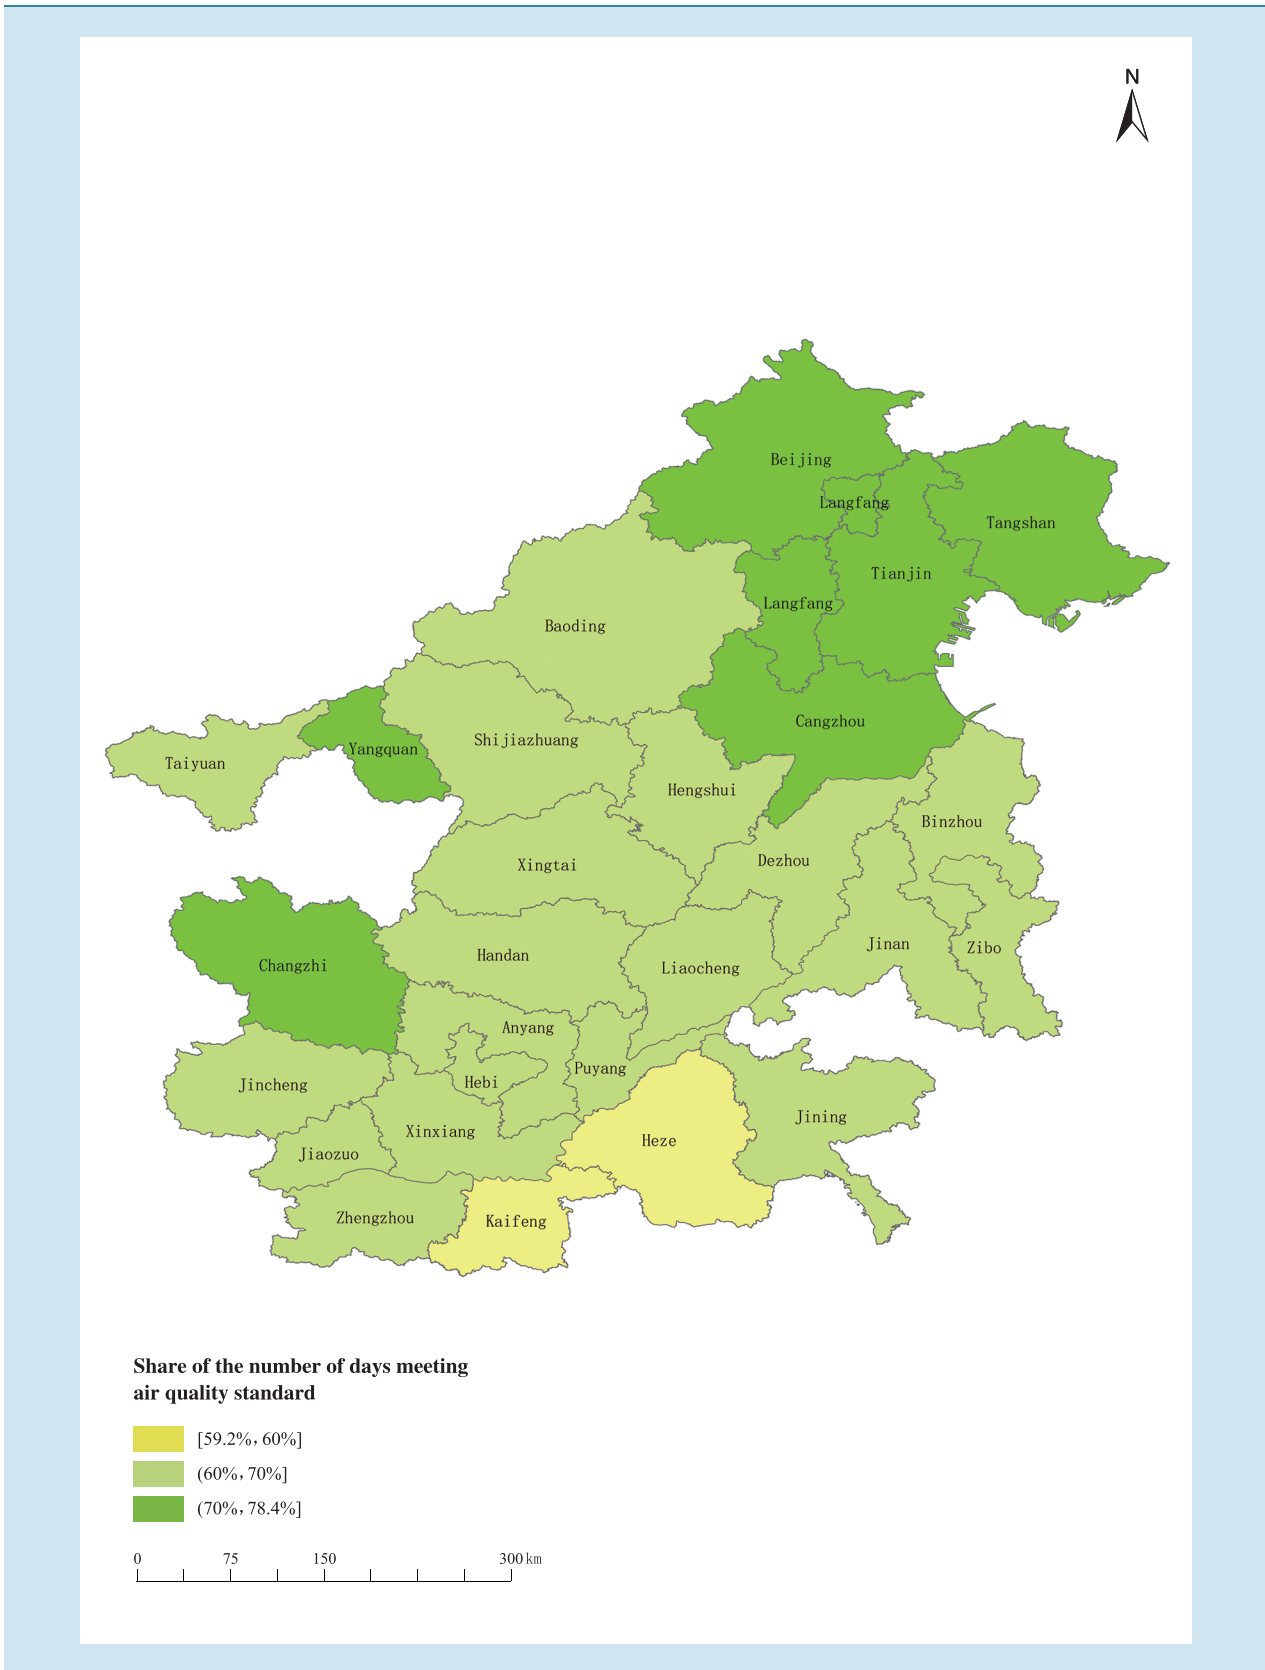 N
Beijing
Langfang
Tangshan
Tianjin
Langfang
Baoding
Cangzhou
Shijiazhuang
Yangquan
Taiyuan
Hengshui
Binzhou
Dezhou
Xingtai
Jinan
Zibo
Handan
Changzhi
Liaocheng
Anyang
Puyang
Hebi
Jincheng
Jining
Xinxiang
Heze
Jiaozuo
Zhengzhou
Kaifeng
Share of the number of days meeting
air quality standard
[59.2%, 60%]
(60%, 70%]
(70%, 78.4%]
0 75 150 300 km